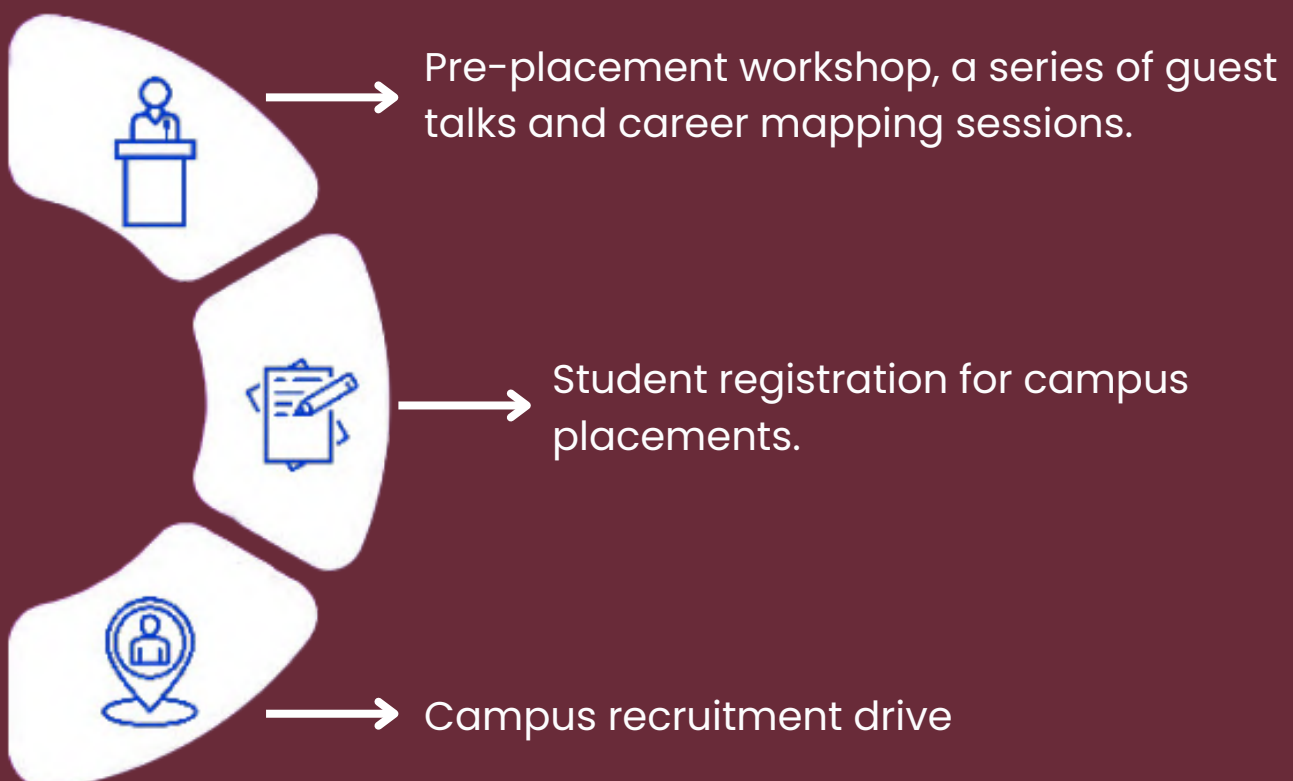 Pre-placement workshop, a series of guest
talks and career mapping sessions.
Student registration for campus
placements.
Campus recruitment drive